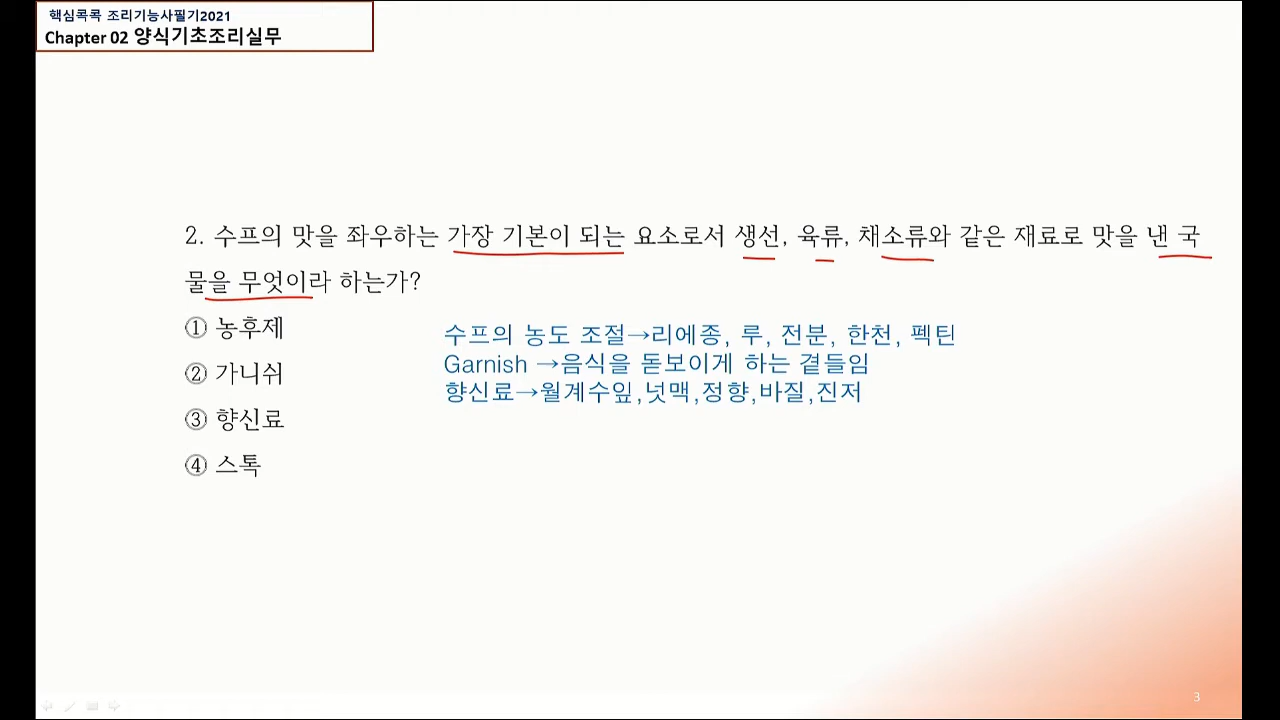 핵심콕콕 조리기능사필기2021
Chapter 02 양식기초조리실무
2. 수프의 맛을 좌우하는 가장 기본이 되는 요소로서 생선, 육류, 채소류와 같은 재료로 맛을 낸 국
물을 무엇이라 하는가?
① 농후제
② 가니쉬
③ 향신료
④ 스톡
수프의 농도 조절→리에종, 루, 전분, 한천, 펙틴
Garnish →음식을 돋보이게 하는 곁들임
향신료→월계수잎,넛맥,정향,바질,진저
3